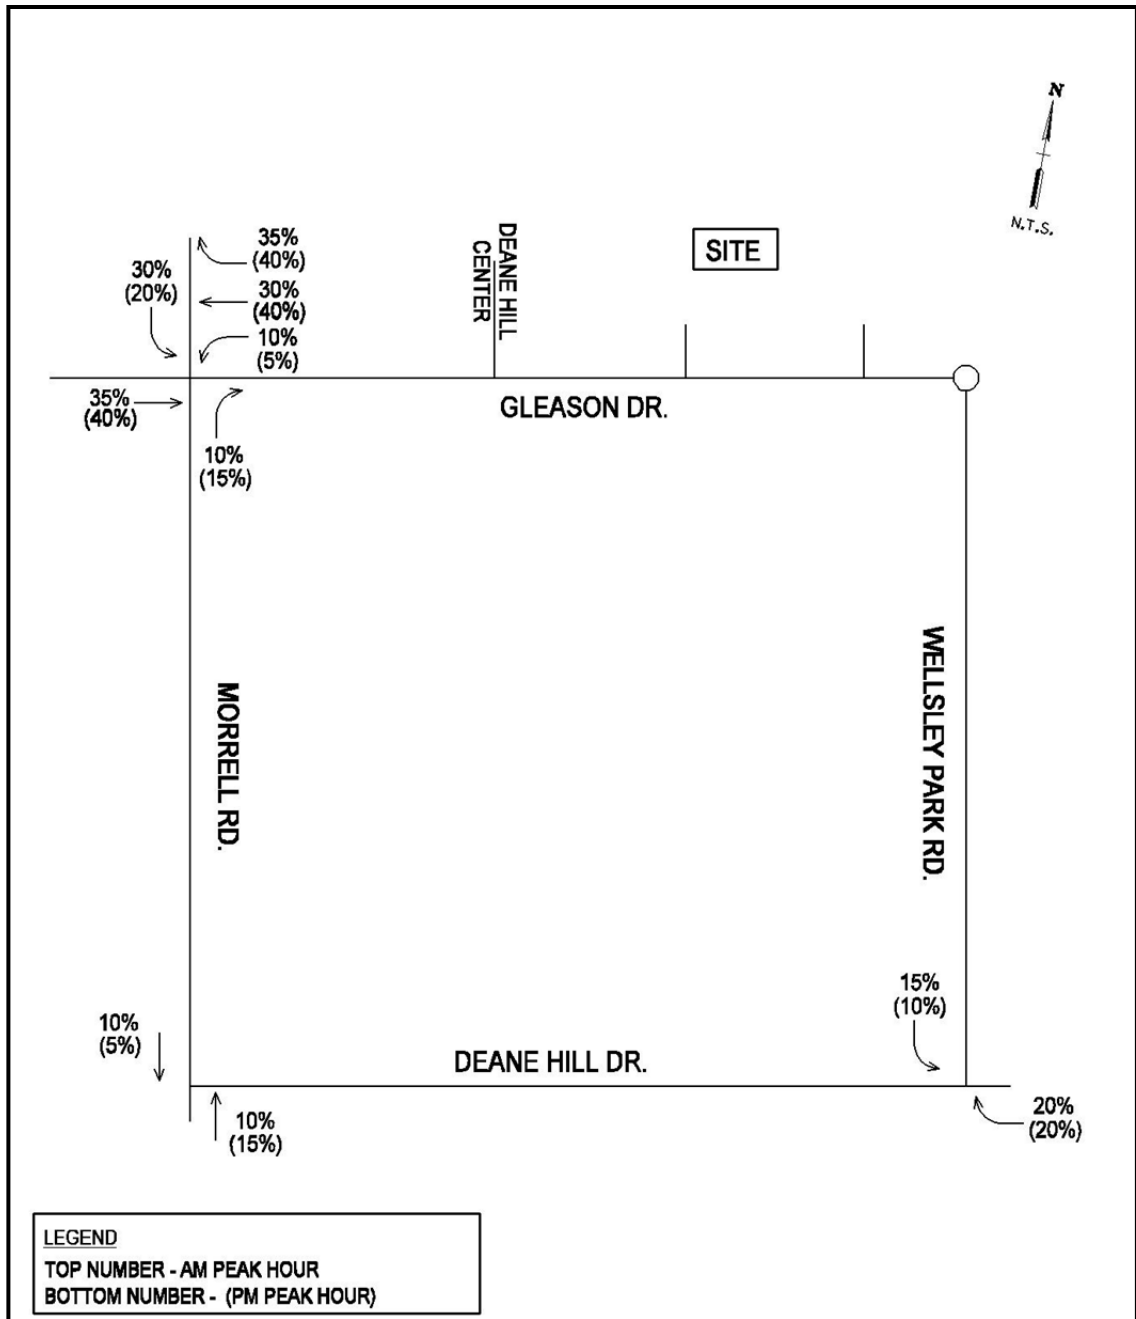 N
N.T.S.
DEANE HILL
CENTER
SITE
35%
(40%)
30%
(20%)
30%
(40%)
10%
(5%)
35%
(40%)
GLEASON DR.
10%
(15%)
MORRELL RD.
WELLSLEY PARK RD.
15%
(10%)
10%
(5%)
DEANE HILL DR.
20%
(20%)
10%
(15%)
LEGEND
TOP NUMBER - AM PEAK HOUR
BOTTOM NUMBER - (PM PEAK HOUR)